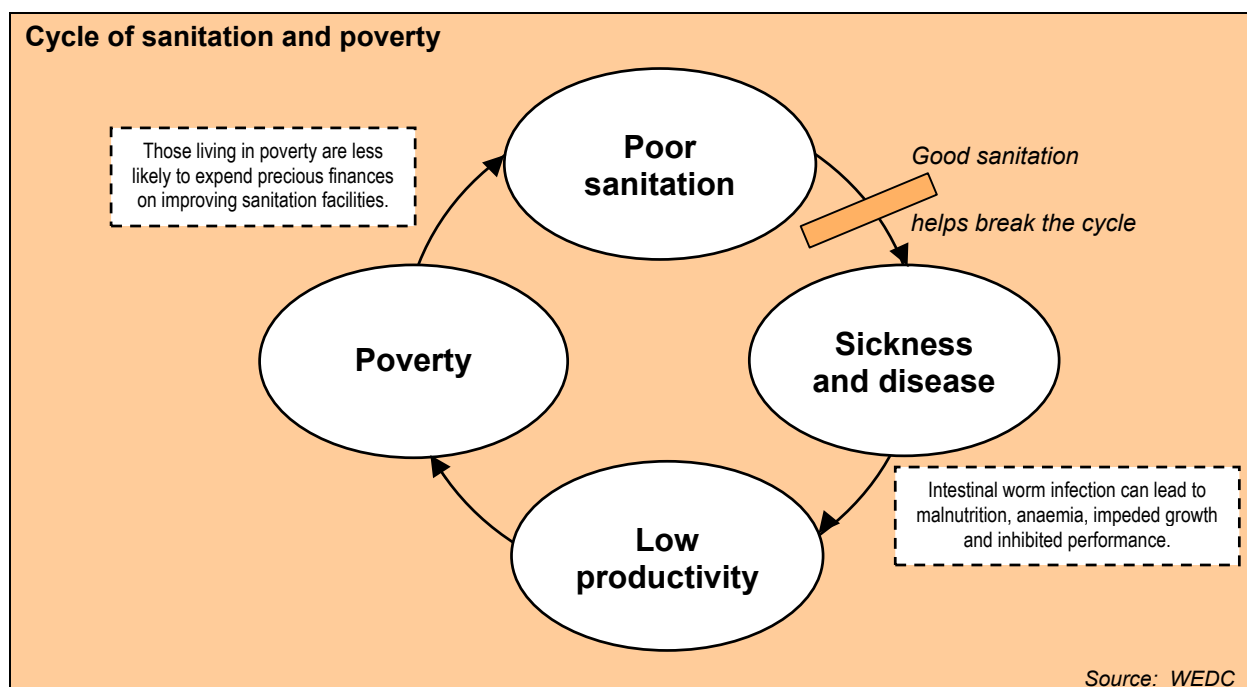 Cycle of sanitation and poverty
Those living in poverty are less
likely to expend precious finances
on improving sanitation facilities.
Poor
sanitation
Good sanitation
helps break the cycle
Poverty
Sickness
and disease
Intestinal worm infection can lead to
malnutrition, anaemia, impeded growth
and inhibited performance.
Low
productivity
Source: WEDC